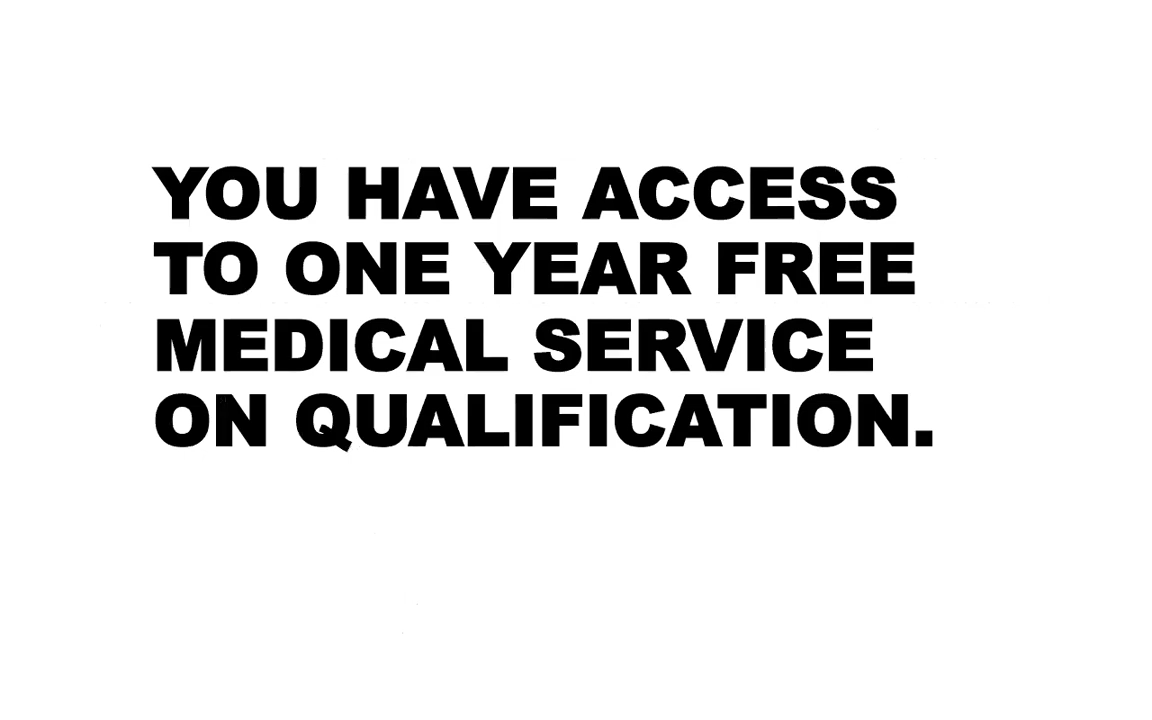 YOU HAVE ACCESS
TO ONE YEAR FREE
MEDICAL SERVICE
ON QUALIFICATION.